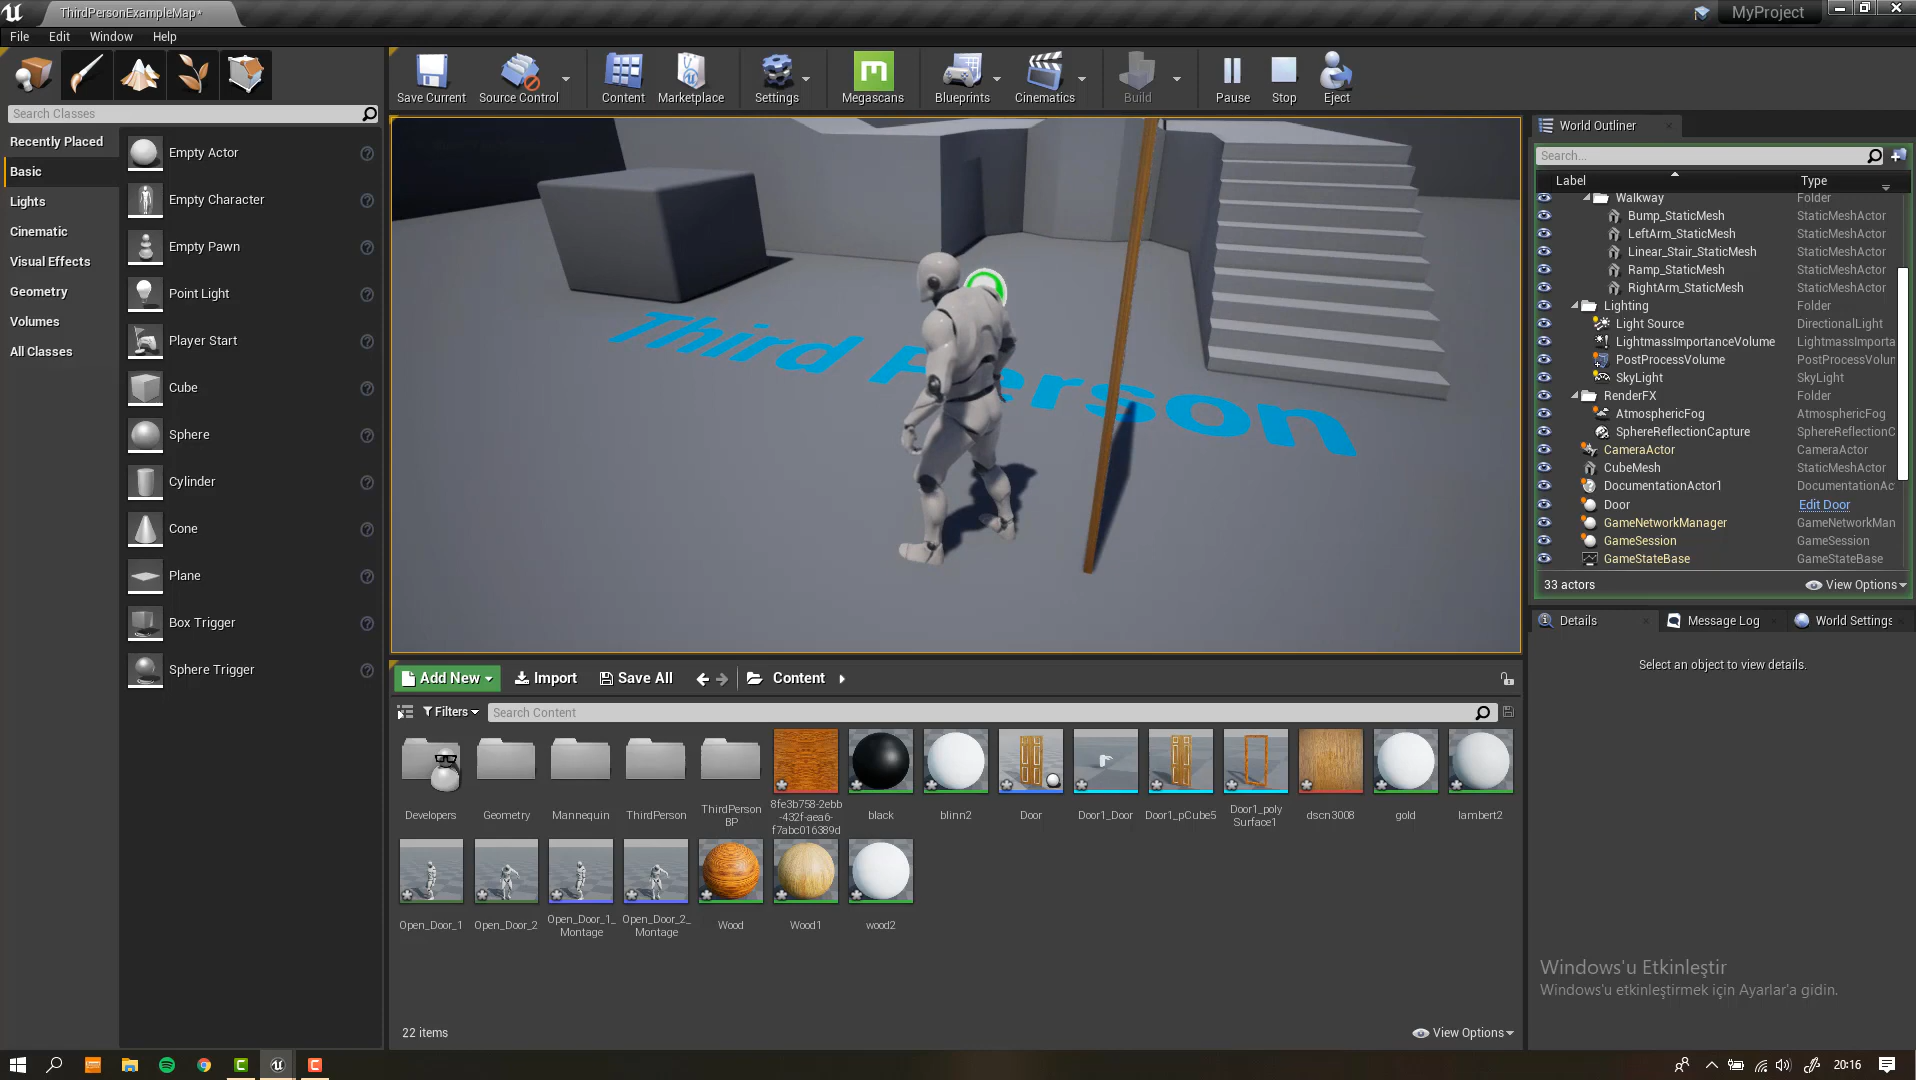 ThirdPersonExampleMap*
MyProject
File
Edit
Window
Help
Save Current
Source Control
Content
Marketplace
Settings
Megascans
Blueprints
Cinematics
Build
Pause
Stop
Eject
Search Classes
Recently Placed
Basic
Lights
Cinematic
Visual Effects
Geometry
Volumes
All Classes
Empty Actor
Empty Character
Empty Pawn
Point Light
Player Start
Cube
Sphere
Cylinder
Cone
Plane
Box Trigger
Sphere Trigger
Third Person
World Outliner
Search...
Label Type
Walkway Folder
Bump_StaticMesh StaticMeshActor
LeftArm_StaticMesh StaticMeshActor
Linear_Stair_StaticMesh StaticMeshActor
Ramp_StaticMesh StaticMeshActor
RightArm_StaticMesh StaticMeshActor
Lighting Folder
Light Source DirectionalLight
LightmassImportanceVolume LightmassImporta
PostProcessVolume PostProcessVolun
SkyLight SkyLight
RenderFX Folder
AtmosphericFog AtmosphericFog
SphereReflectionCapture SphereReflectionC
CameraActor CameraActor
CubeMesh StaticMeshActor
DocumentationActor1 DocumentationAc
Door Edit Door
GameNetworkManager GameNetworkMan
GameSession GameSession
GameStateBase GameStateBase
33 actors
View Options
Details
Message Log
World Settings
Select an object to view details.
Add New
Import
Save All
Content
Filters
Search Content
Developers
Geometry
Mannequin
ThirdPerson
ThirdPerson
BP
8fe3b758-2ebb
-432f-aea6-
f7abc016389d
black
blinn2
Door
Door1_Door
Door1_pCube5
Door1_poly
Surface1
dscn3008
gold
lambert2
Open_Door_1
Open_Door_2
Open_Door_1_
Montage
Open_Door_2_
Montage
Wood
Wood1
wood2
22 items
View Options
Windows'u Etkinleştir
Windows'u etkinleştirmek için Ayarlar'a gidin.
20:16